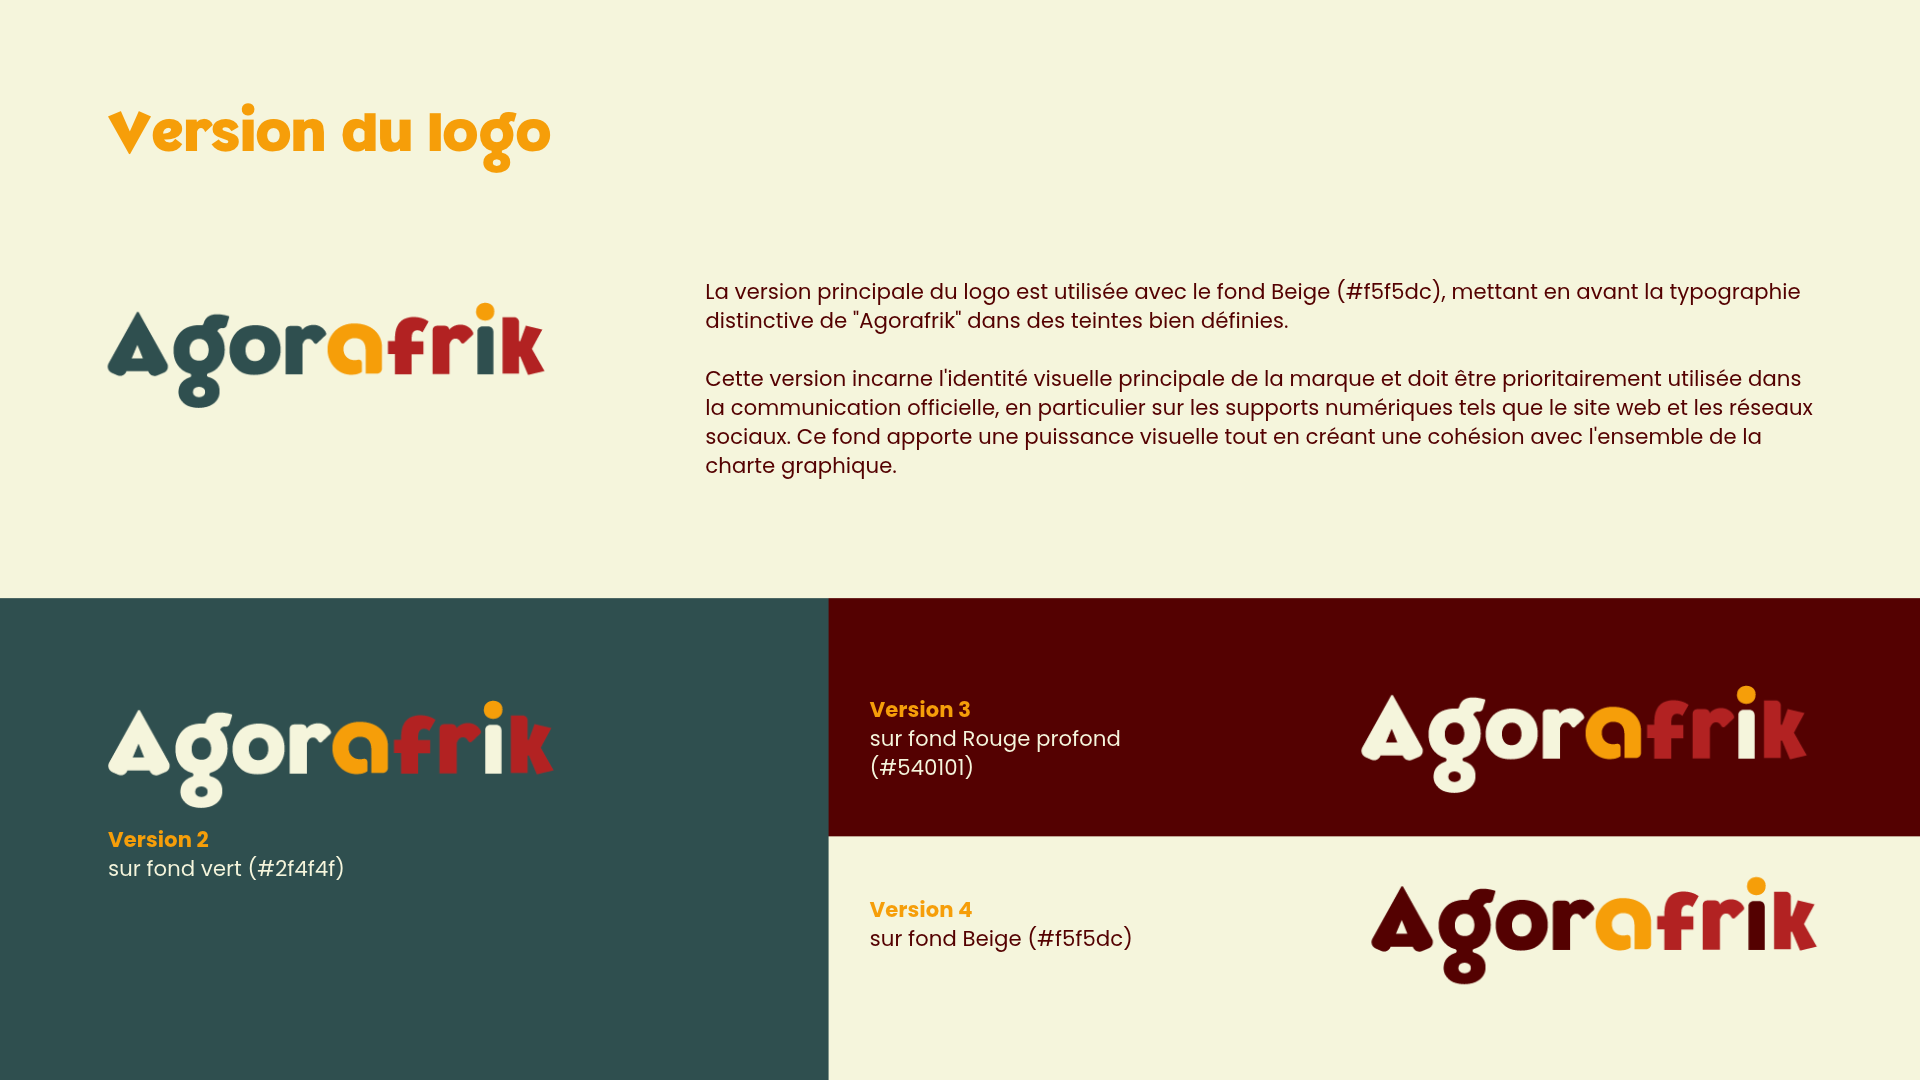 Version du logo
Agorafrik
La version principale du logo est utilisée avec le fond Beige (#f5f5dc), mettant en avant la typographie
distinctive de "Agorafrik" dans des teintes bien définies.
Cette version incarne l'identité visuelle principale de la marque et doit être prioritairement utilisée dans
la communication officielle, en particulier sur les supports numériques tels que le site web et les réseaux
sociaux. Ce fond apporte une puissance visuelle tout en créant une cohésion avec l'ensemble de la
charte graphique.
Agorafrik
Version 2
sur fond vert (#2f4f4f)
Version 3
sur fond Rouge profond
(#540101)
Agorafrik
Version 4
sur fond Beige (#f5f5dc)
Agorafrik